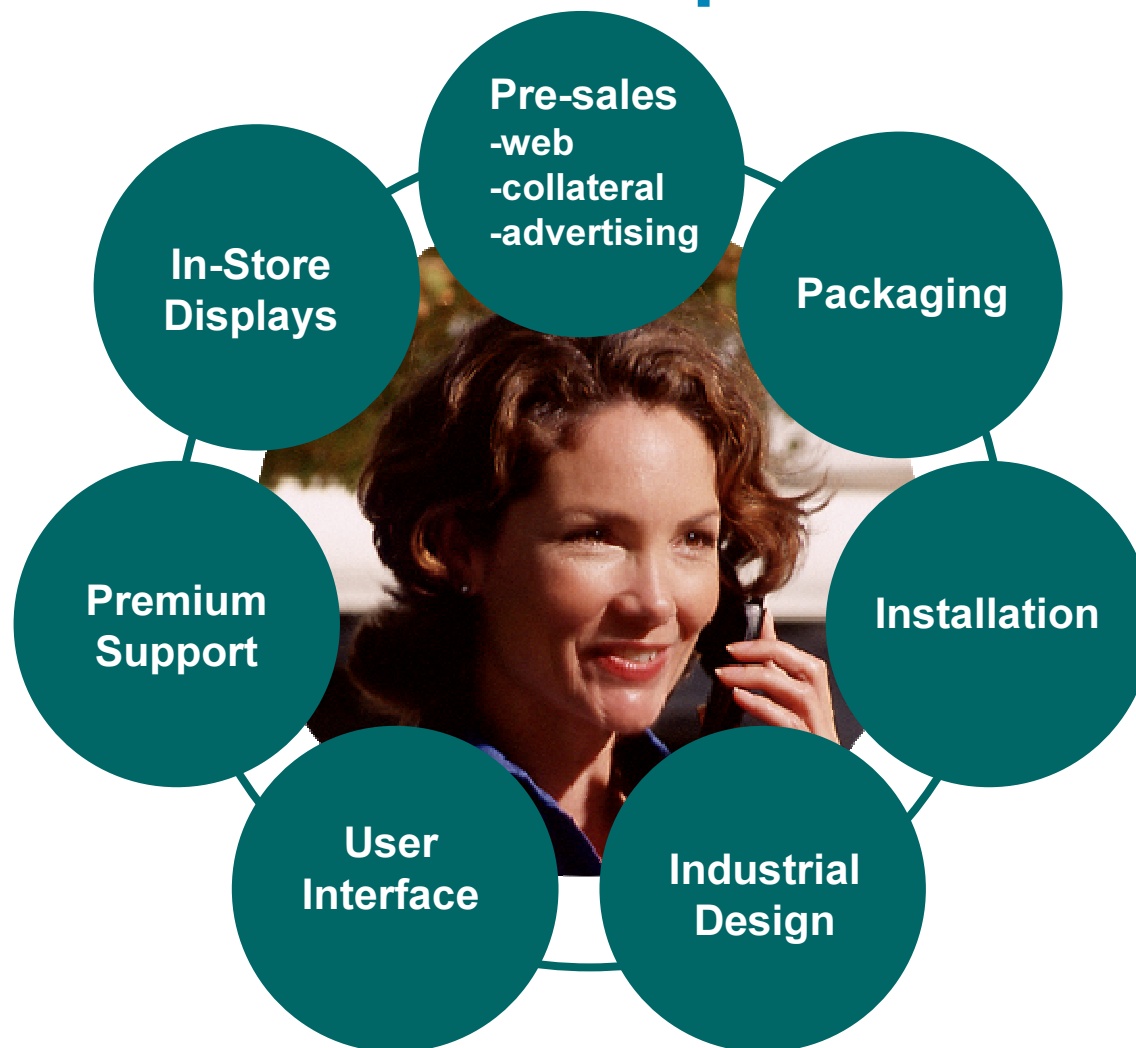 Pre-sales
-web
-collateral
-advertising
In-Store
Displays
Packaging
Premium
Support
Installation
User
Interface
Industrial
Design